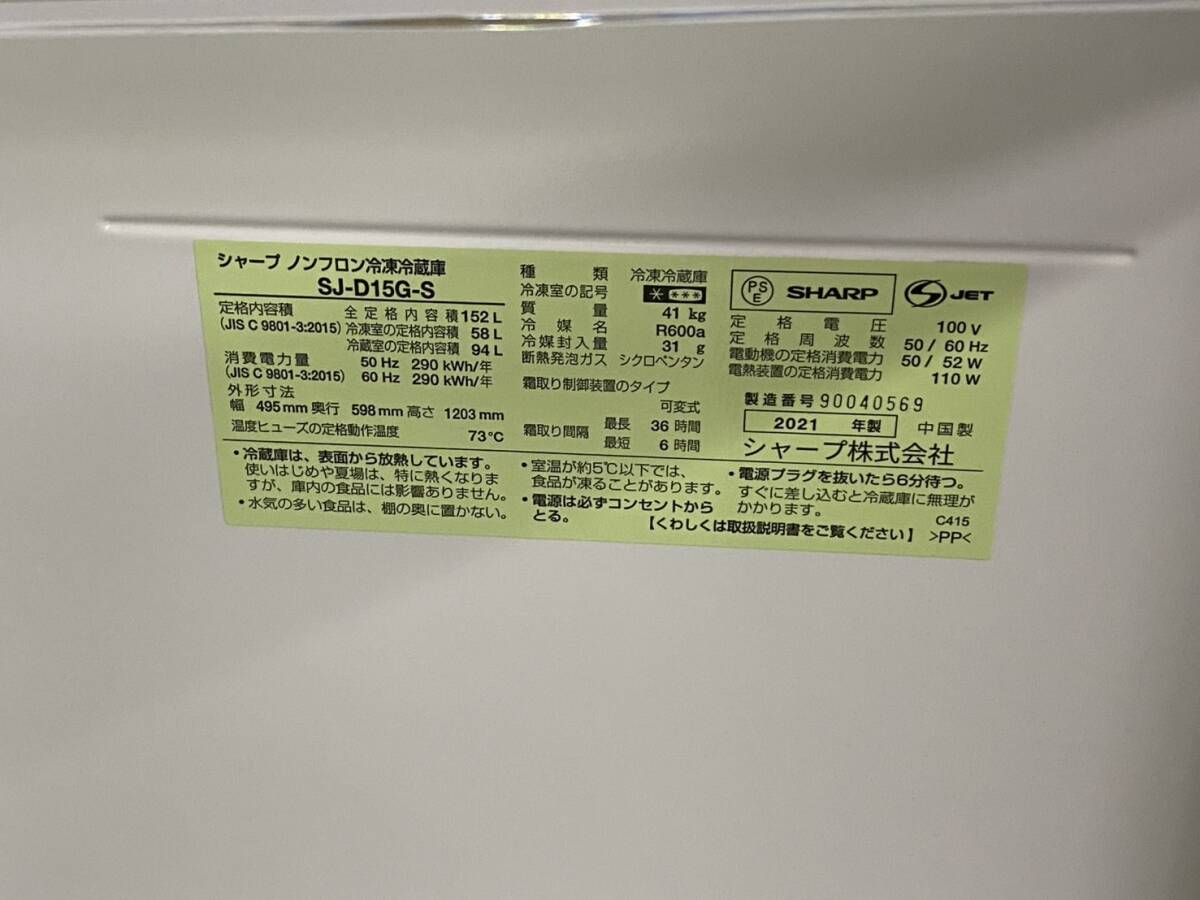 シャープ ノンフロン冷凍冷蔵庫
SJ-D15G-S
定格内容積 全定格内容積 152 L
(JIS C 9801-3:2015) 冷凍室の定格内容積 58 L
冷蔵室の定格内容積 94 L
消費電力量 50 Hz 290 kWh/年
(JIS C 9801-3:2015) 60 Hz 290 kWh/年
外形寸法
幅 495 mm 奥行 598 mm 高さ 1203 mm
温度ヒューズの定格動作温度 73℃
種類 冷凍冷蔵庫
冷凍室の記号 * ***
質量 41 kg
冷媒名 R600a
冷媒封入量 31 g
断熱発泡ガス シクロペンタン
霜取り制御装置のタイプ
可変式
霜取り間隔 最長 36 時間
最短 6 時間
PSE SHARP S JET
定格電圧 100 V
定格周波数 50 / 60 Hz
電動機の定格消費電力 50 / 52 W
電熱装置の定格消費電力 110 W
製造番号 90040569
2021 年製 中国製
シャープ株式会社
・冷蔵庫は、表面から放熱しています。
使いはじめや夏場は、特に熱くなりま
すが、庫内の食品には影響ありません。
・水気の多い食品は、棚の奥に置かない。
・室温が約5℃以下では、
食品が凍ることがあります。
・電源は必ずコンセントから
とる。
・電源プラグを抜いたら6分待つ。
すぐに差し込むと冷蔵庫に無理が
かかります。
C415
【くわしくは取扱説明書をご覧ください】 >PP<